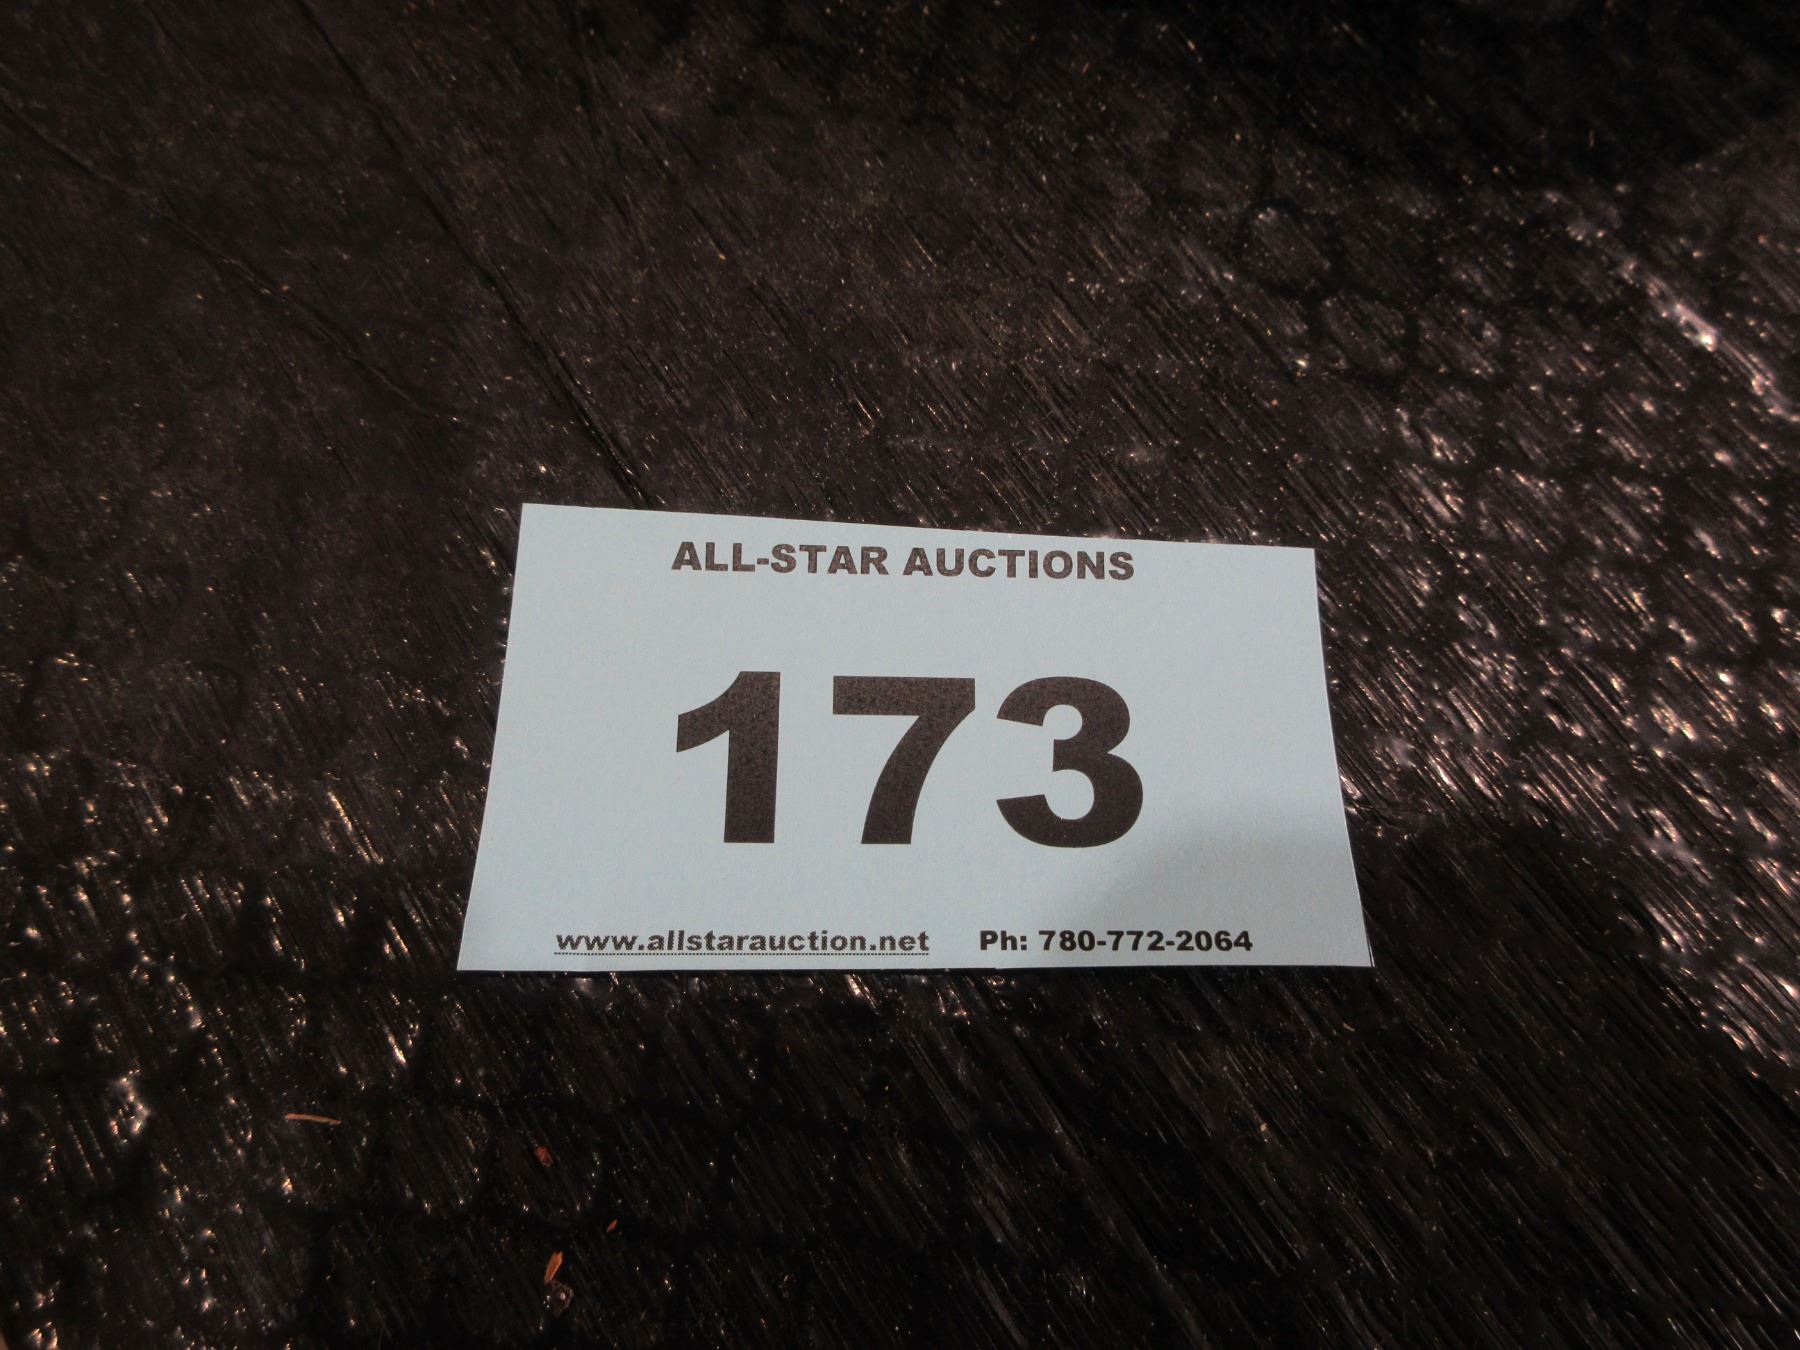 ALL-STAR AUCTIONS
173
www.allstarauction.net Ph: 780-772-2064